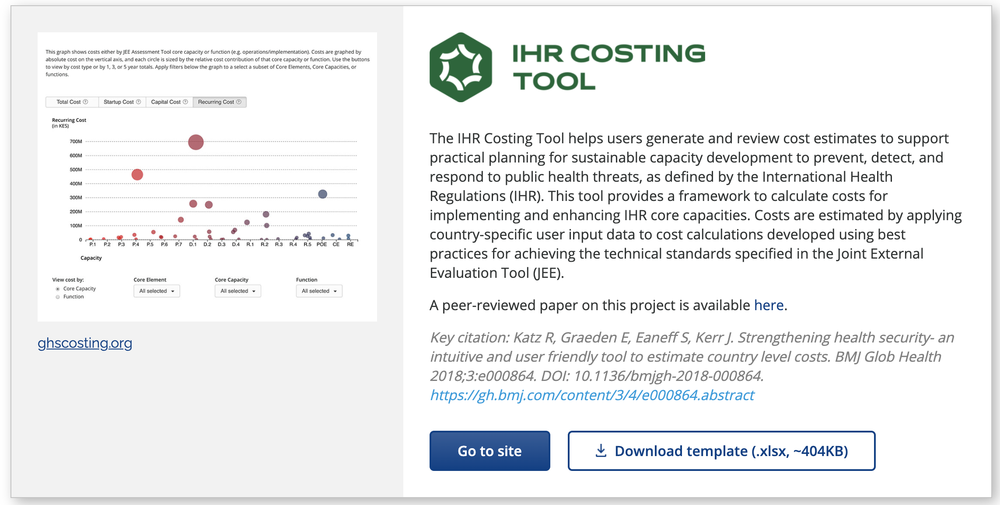 This graph shows costs either by JEE Assessment Tool core capacity or function (e.g. operations/implementation). Costs are graphed by
absolute cost on the vertical axis, and each circle is sized by the relative cost contribution of that core capacity or function. Use the buttons
to view by cost type or by 1, 3, or 5 year totals. Apply filters below the graph to a select a subset of Core Elements, Core Capacities, or
functions.
Total Cost ? Startup Cost ? Capital Cost ? Recurring Cost ?
Recurring Cost
(in KES)
700M
600M
500M
400M
300M
200M
100M
0
P.1 P.2 P.3 P.4 P.5 P.6 P.7 D.1 D.2 D.3 D.4 R.1 R.2 R.3 R.4 R.5 POE CE RE
Capacity
View cost by: Core Element Core Capacity Function
Core Capacity All selected All selected All selected
Function
ghscosting.org
IHR COSTING
TOOL
The IHR Costing Tool helps users generate and review cost estimates to support
practical planning for sustainable capacity development to prevent, detect, and
respond to public health threats, as defined by the International Health
Regulations (IHR). This tool provides a framework to calculate costs for
implementing and enhancing IHR core capacities. Costs are estimated by applying
country-specific user input data to cost calculations developed using best
practices for achieving the technical standards specified in the Joint External
Evaluation Tool (JEE).
A peer-reviewed paper on this project is available here.
Key citation: Katz R, Graeden E, Eaneff S, Kerr J. Strengthening health security- an
intuitive and user friendly tool to estimate country level costs. BMJ Glob Health
2018;3:e000864. DOI: 10.1136/bmjgh-2018-000864.
https://gh.bmj.com/content/3/4/e000864.abstract
Go to site
Download template (.xlsx, ~404KB)